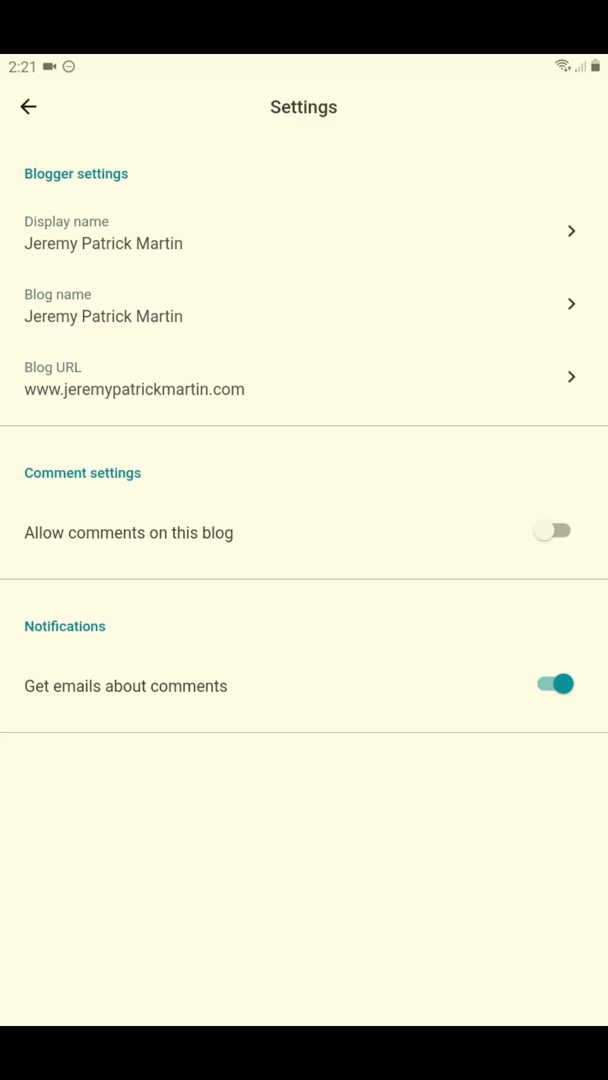 2:21
Settings
Blogger settings
Display name
Jeremy Patrick Martin
Blog name
Jeremy Patrick Martin
Blog URL
www.jeremypatrickmartin.com
Comment settings
Allow comments on this blog
Notifications
Get emails about comments